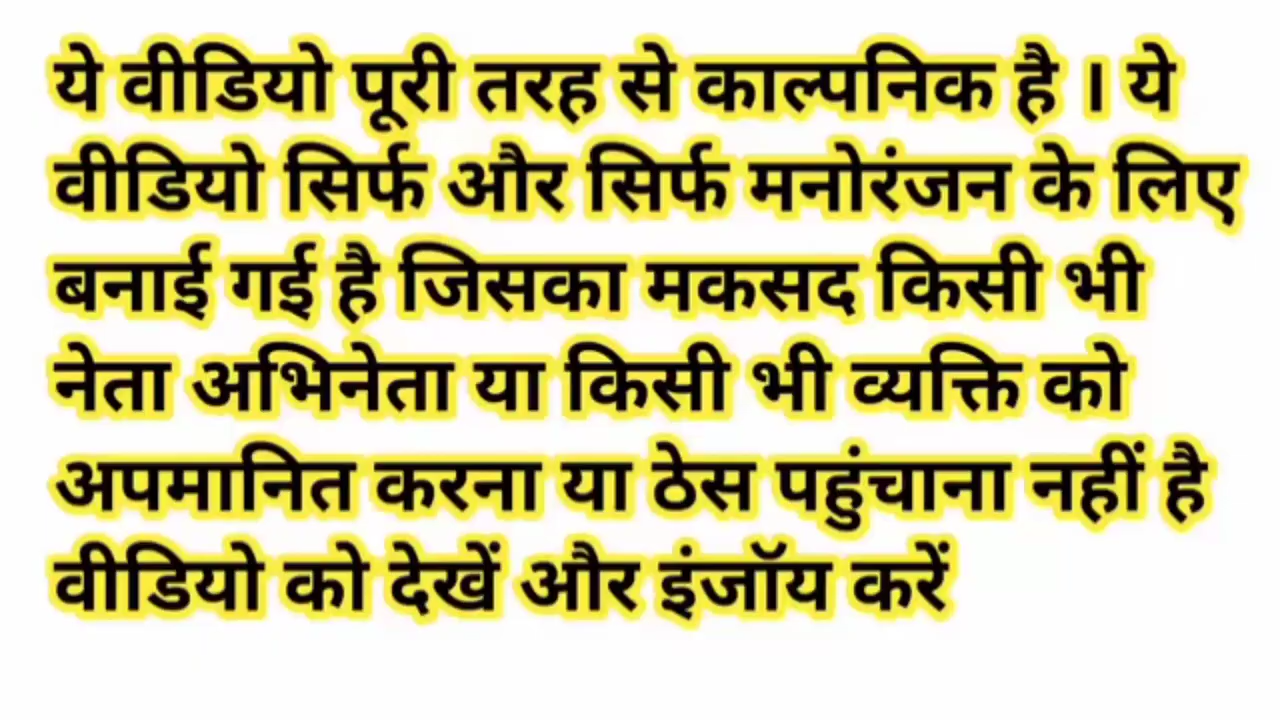 ये वीडियो पूरी तरह से काल्पनिक है । ये
वीडियो सिर्फ और सिर्फ मनोरंजन के लिए
बनाई गई है जिसका मकसद किसी भी
नेता अभिनेता या किसी भी व्यक्ति को
अपमानित करना या ठेस पहुंचाना नहीं है
वीडियो को देखें और इंजॉय करें